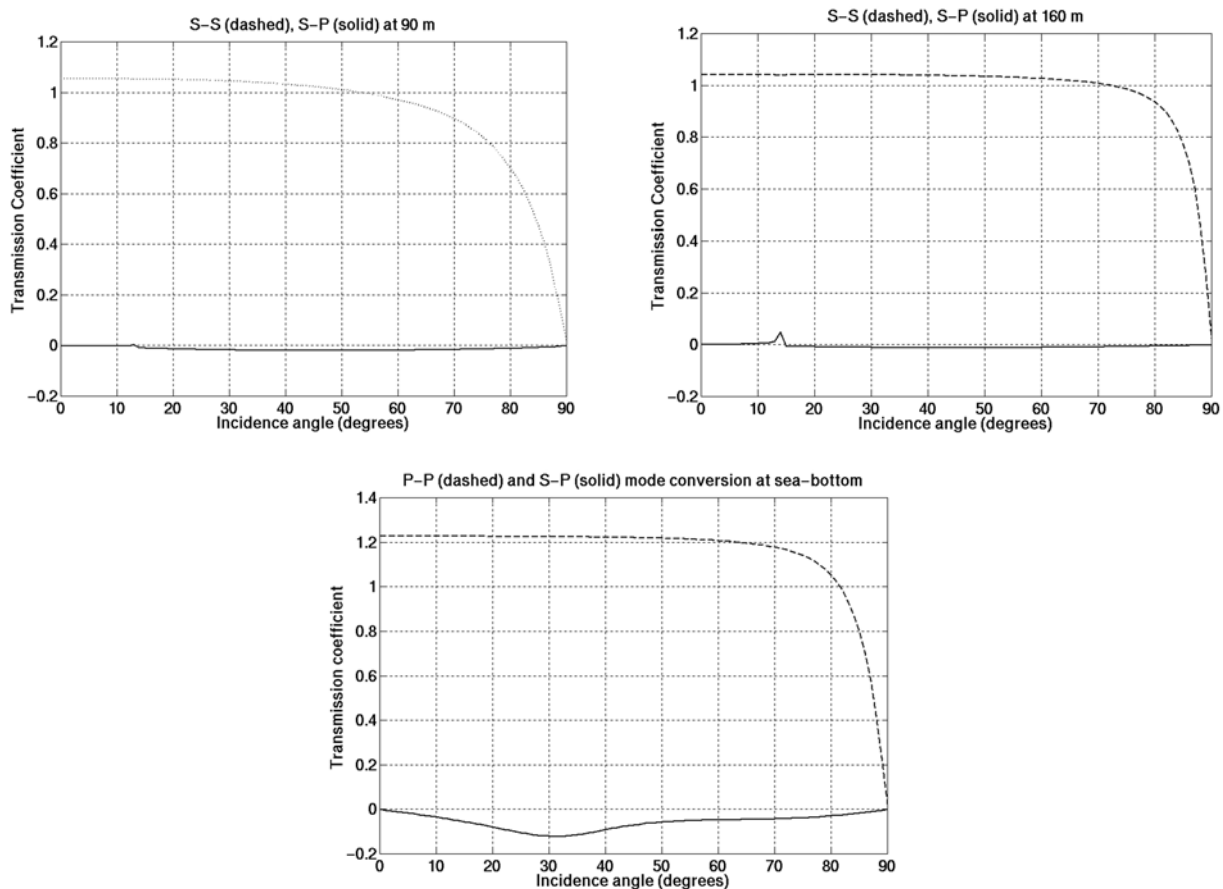 S-S (dashed), S-P (solid) at 90 m
1.2
1
0.8
0.6
0.4
0.2
0
-0.2
Transmission Coefficient
0 10 20 30 40 50 60 70 80 90
Incidence angle (degrees)
S-S (dashed), S-P (solid) at 160 m
1.2
1
0.8
0.6
0.4
0.2
0
-0.2
Transmission Coefficient
0 10 20 30 40 50 60 70 80 90
Incidence angle (degrees)
P-P (dashed) and S-P (solid) mode conversion at sea-bottom
1.4
1.2
1
0.8
0.6
0.4
0.2
0
-0.2
Transmission coefficient
0 10 20 30 40 50 60 70 80 90
Incidence angle (degrees)